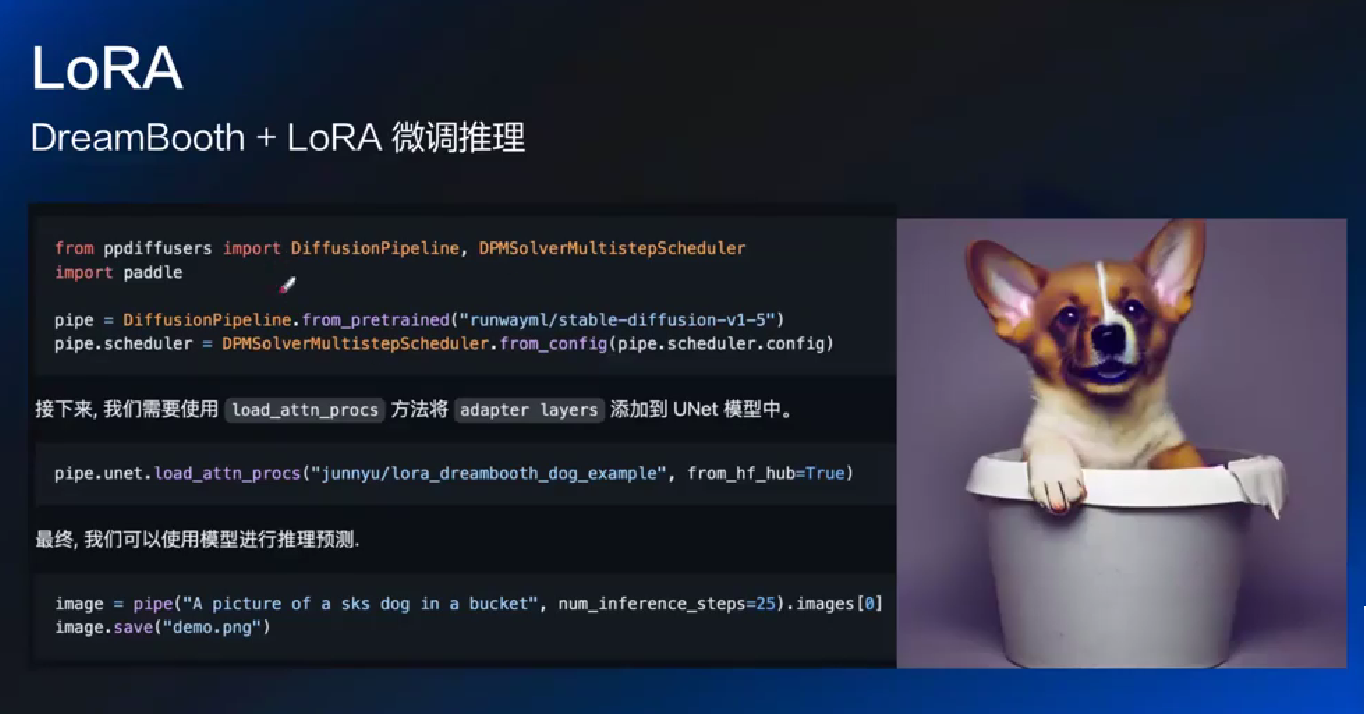 LoRA
DreamBooth + LoRA 微调推理
from ppdiffusers import DiffusionPipeline, DPMSolverMultistepScheduler
import paddle
pipe = DiffusionPipeline.from_pretrained("runwayml/stable-diffusion-v1-5")
pipe.scheduler = DPMSolverMultistepScheduler.from_config(pipe.scheduler.config)
接下来, 我们需要使用 load_attn_procs 方法将 adapter layers 添加到 UNet 模型中。
pipe.unet.load_attn_procs("junnyu/lora_dreambooth_dog_example", from_hf_hub=True)
最终, 我们可以使用模型进行推理预测.
image = pipe("A picture of a sks dog in a bucket", num_inference_steps=25).images[0]
image.save("demo.png")